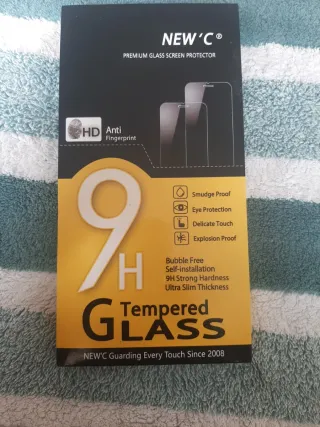 NEW'C®
PREMIUM GLASS SCREEN PROTECTOR
HD
Anti
Fingerprint
9H
Smudge Proof
Eye Protection
Delicate Touch
Explosion Proof
Bubble Free
Self-installation
9H Strong Hardness
Ultra Slim Thickness
Tempered
GLASS
NEW'C Guarding Every Touch Since 2008